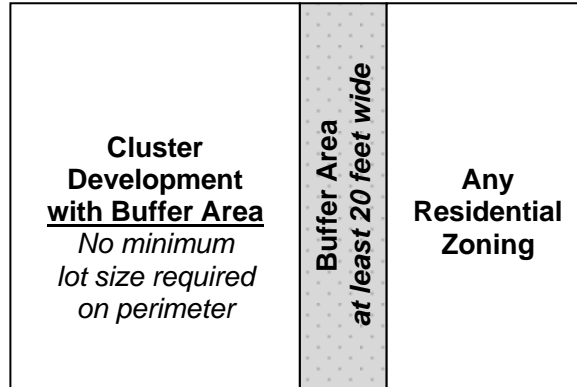 Cluster
Development
with Buffer Area
No minimum
lot size required
on perimeter
Buffer Area
at least 20 feet wide
Any
Residential
Zoning